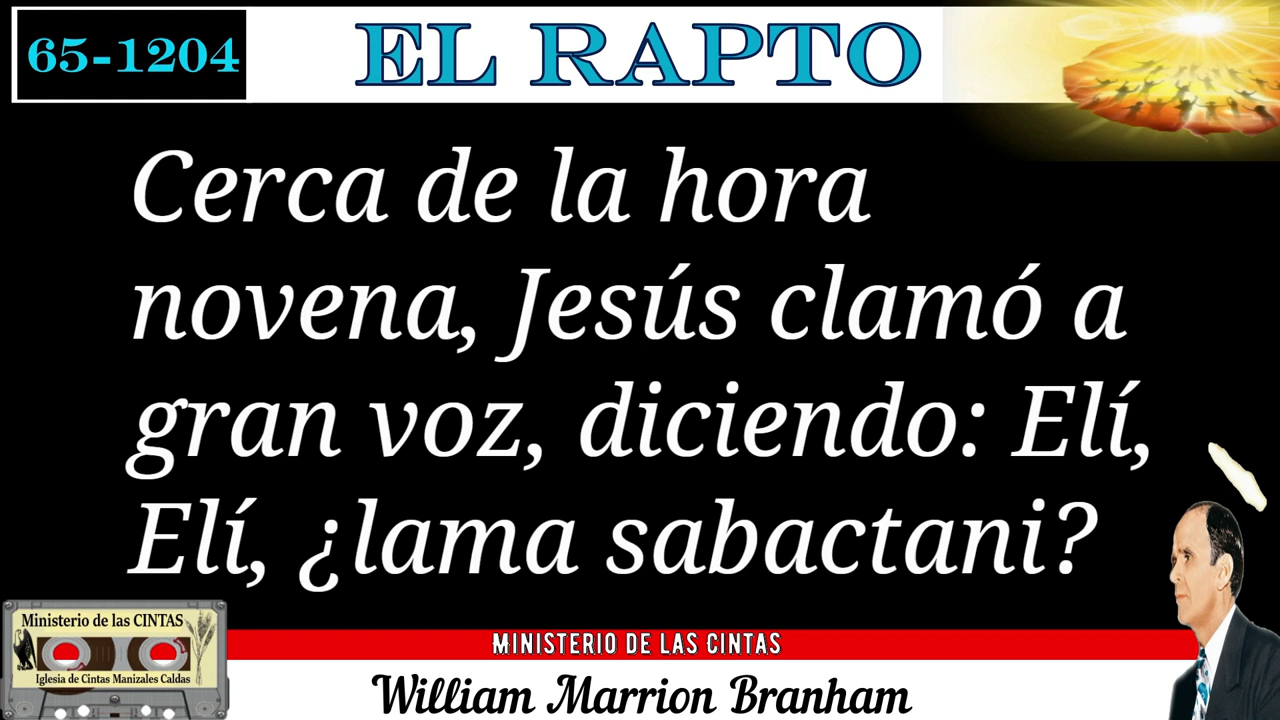 65-1204
EL RAPTO
Cerca de la hora
novena, Jesús clamó a
gran voz, diciendo: Elí,
Elí, ¿lama sabactani?
Ministerio de las CINTAS
Iglesia de Cintas Manizales Caldas
MINISTERIO DE LAS CINTAS
William Marrion Branham